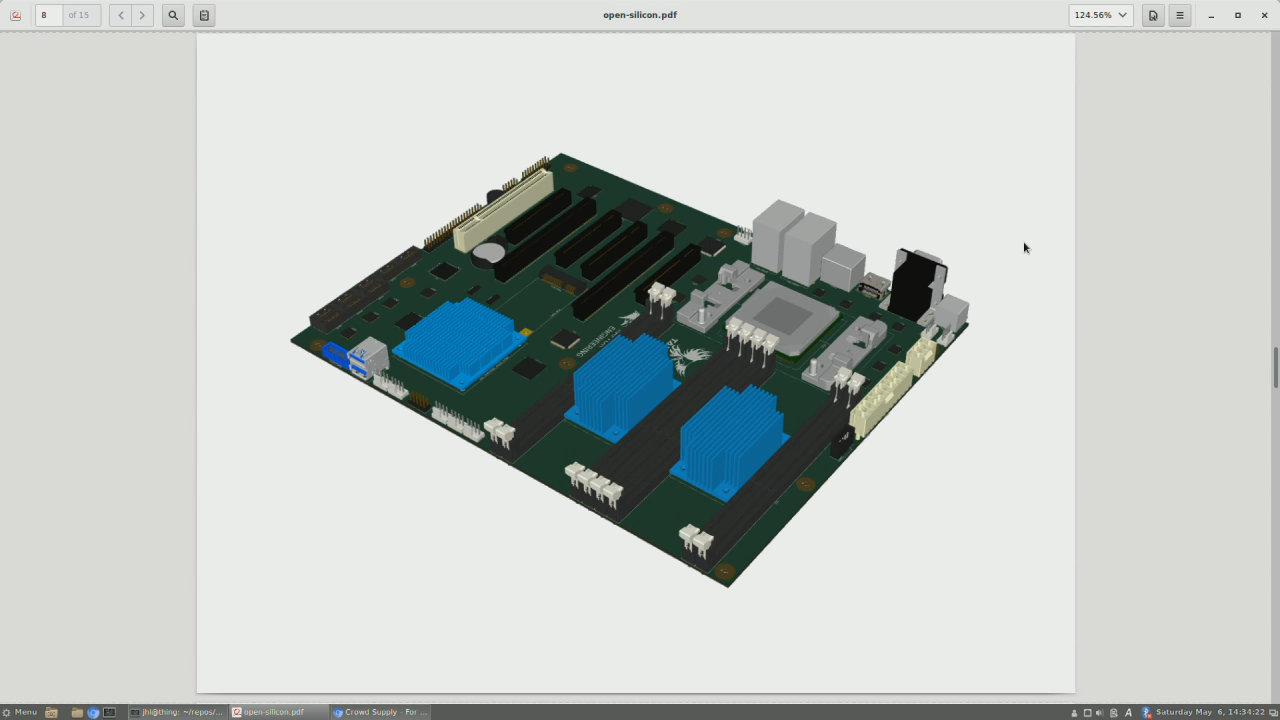 8
of 15
open-silicon.pdf
124.56%
ENGINEERING
Menu
jhl@thing: ~/repos/...
open-silicon.pdf
Crowd Supply - For ...
Saturday May 6, 14:34:22